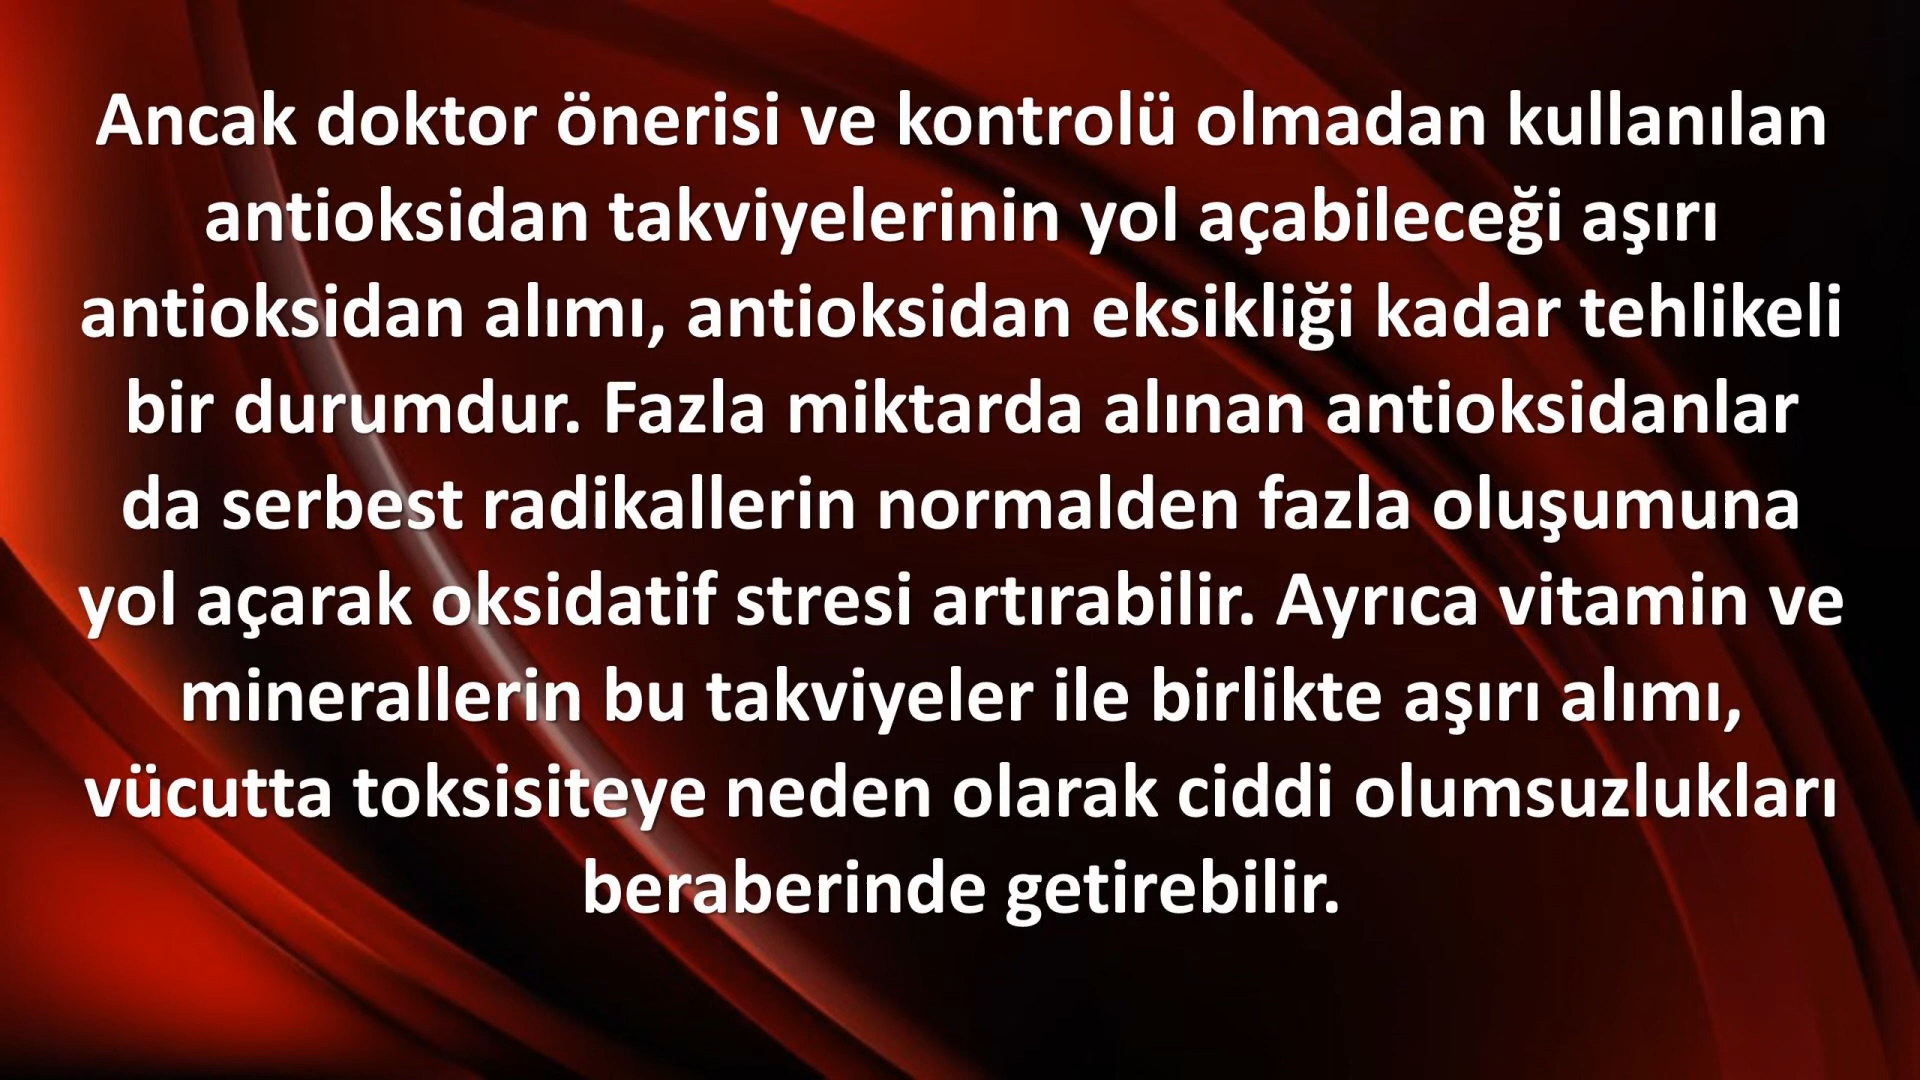 Ancak doktor önerisi ve kontrolü olmadan kullanılan
antioksidan takviyelerinin yol açabileceği aşırı
antioksidan alımı, antioksidan eksikliği kadar tehlikeli
bir durumdur. Fazla miktarda alınan antioksidanlar
da serbest radikallerin normalden fazla oluşumuna
yol açarak oksidatif stresi artırabilir. Ayrıca vitamin ve
minerallerin bu takviyeler ile birlikte aşırı alımı,
vücutta toksisiteye neden olarak ciddi olumsuzlukları
beraberinde getirebilir.